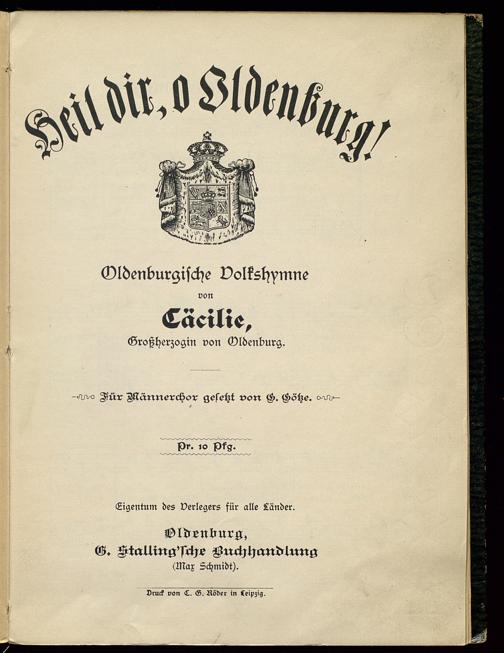 Heil dir, o Oldenburg!
Oldenburgische Volkshymne
von
Cäcilie,
Großherzogin von Oldenburg.
Für Männerchor gesetzt von G. Götze.
Pr. 10 Pfg.
Eigentum des Verlegers für alle Länder.
Oldenburg,
G. Stalling'sche Buchhandlung
(Max Schmidt).
Druck von C. G. Röder in Leipzig.